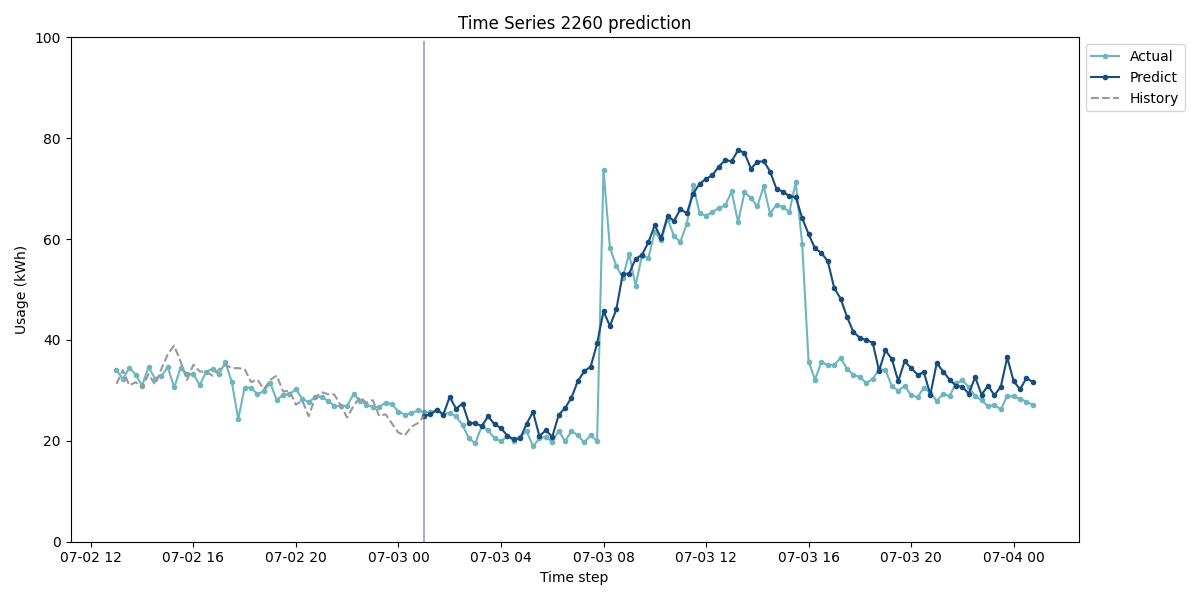 Time Series 2260 prediction
100
80
60
40
20
0
Usage (kWh)
07-02 12
07-02 16
07-02 20
07-03 00
07-03 04
07-03 08
07-03 12
07-03 16
07-03 20
07-04 00
Time step
Actual
Predict
History